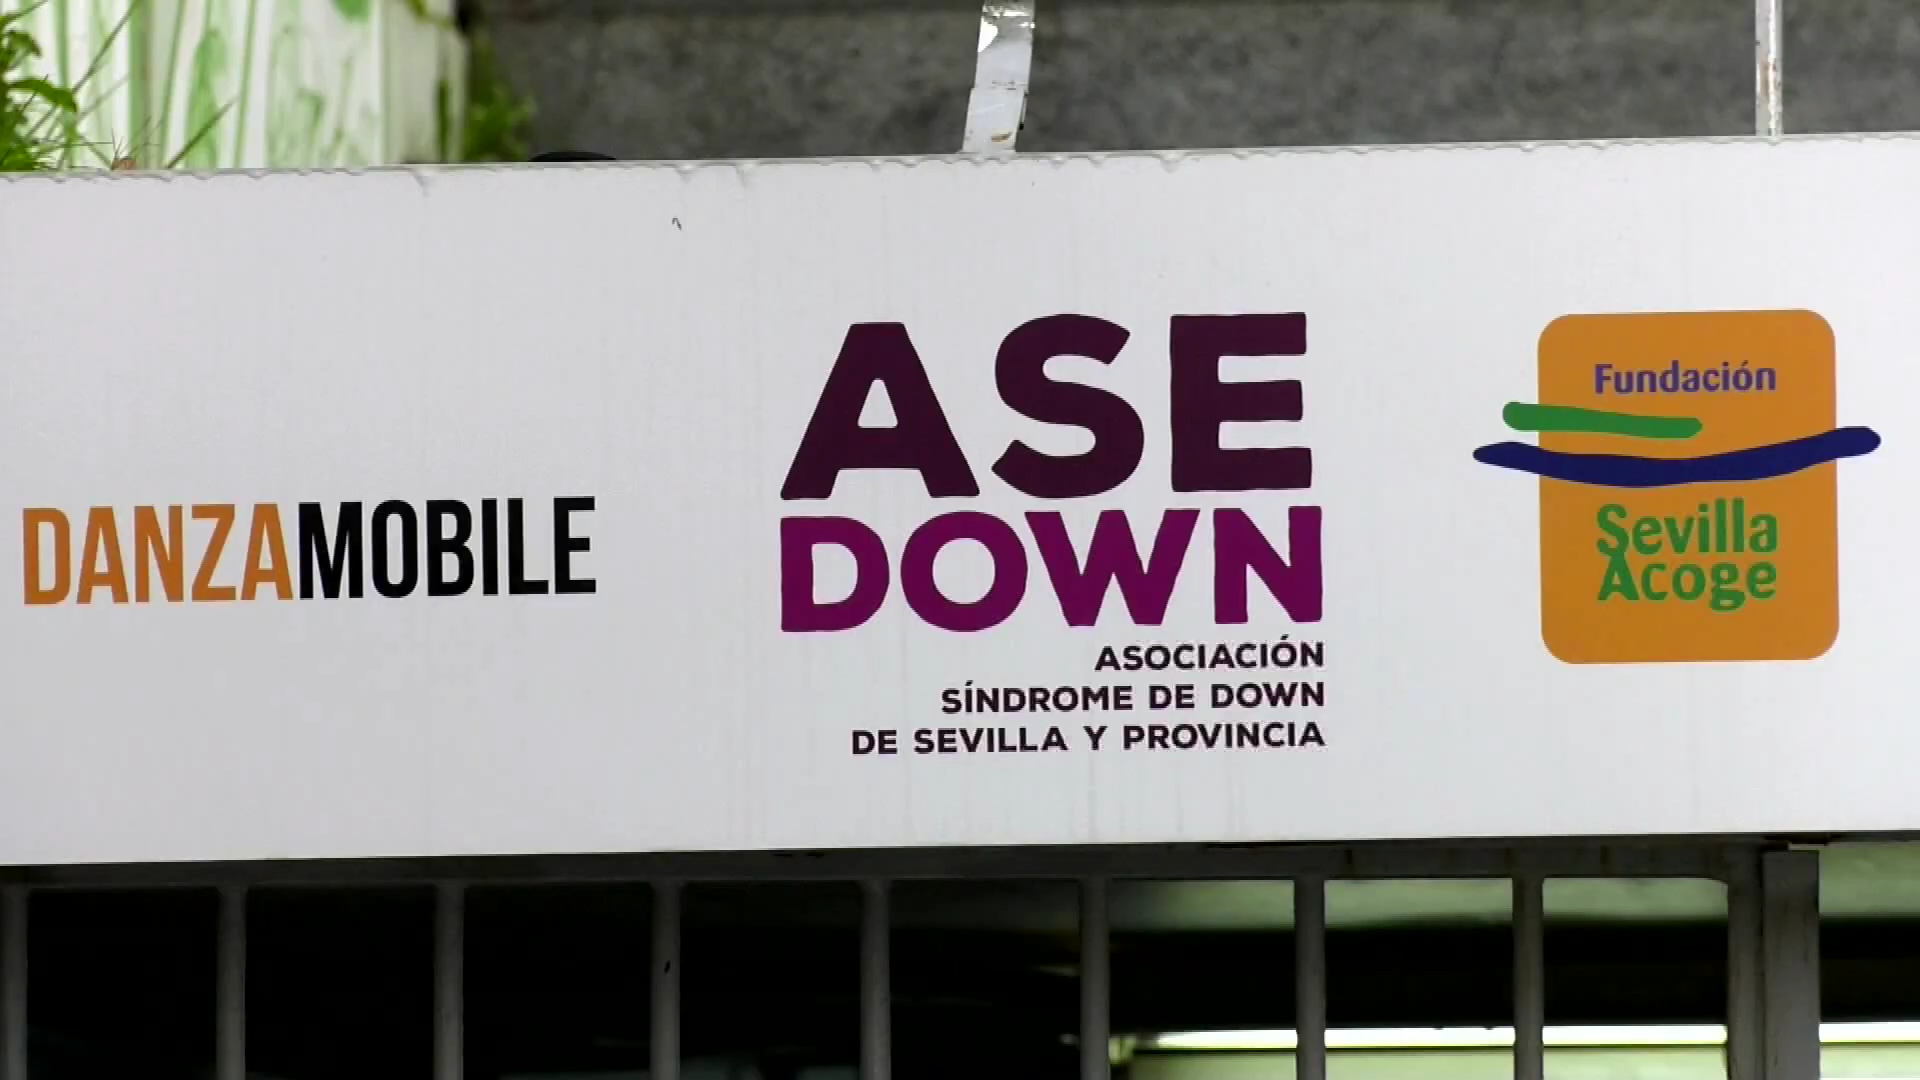 DANZAMOBILE
ASE
DOWN
ASOCIACIÓN
SÍNDROME DE DOWN
DE SEVILLA Y PROVINCIA
Fundación
Sevilla
Acoge